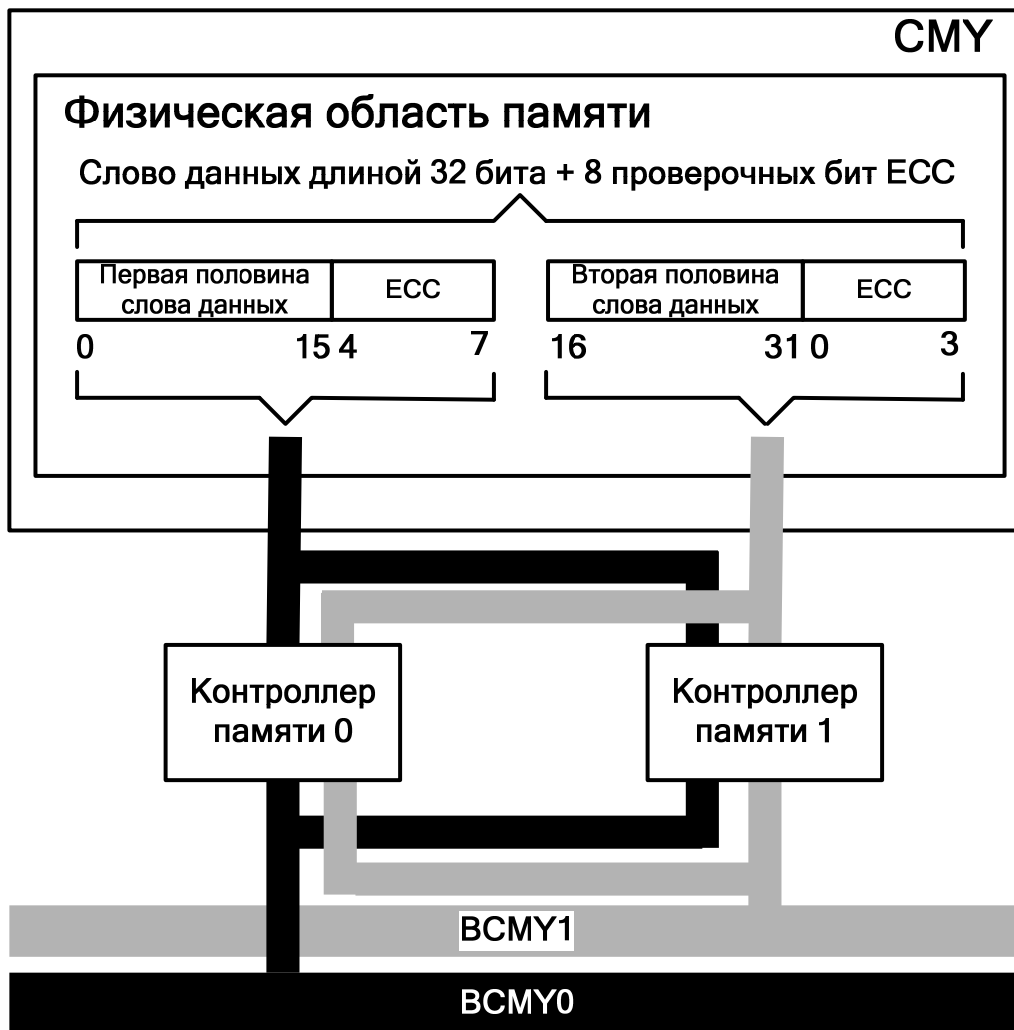 CMY
Физическая область памяти
Слово данных длиной 32 бита + 8 проверочных бит ECC
Первая половина
слова данных
ECC
Вторая половина
слова данных
ECC
0 15 4 7 16 31 0 3
Контроллер
памяти 0
Контроллер
памяти 1
BCMY1
BCMY0